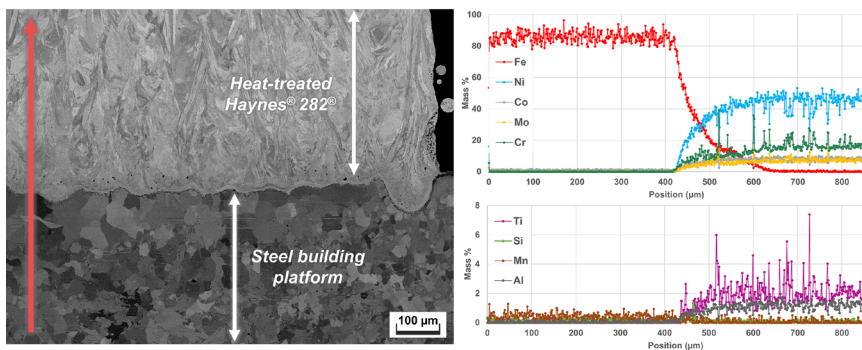 Heat-treated
Haynes® 282®
Steel building
platform
100 µm
Mass %
100
80
60
40
20
0
Fe
Ni
Co
Mo
Cr
0 100 200 300 400 500 600 700 800
Position (µm)
Mass %
8
6
4
2
0
Ti
Si
Mn
Al
0 100 200 300 400 500 600 700 800
Position (µm)